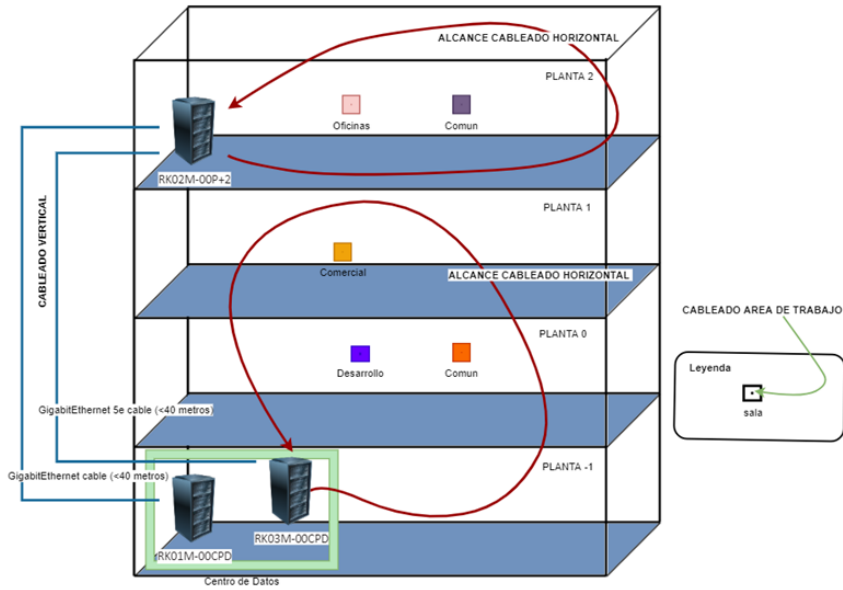 ALCANCE CABLEADO HORIZONTAL
PLANTA 2
Oficinas
Comun
RK02M-00P+2
PLANTA 1
CABLEADO VERTICAL
Comercial
ALCANCE CABLEADO HORIZONTAL
PLANTA 0
CABLEADO AREA DE TRABAJO
Desarrollo
Comun
Leyenda
sala
GigabitEthernet 5e cable (<40 metros)
PLANTA -1
GigabitEthernet cable (<40 metros)
RK03M-00CPD
RK01M-00CPD
Centro de Datos